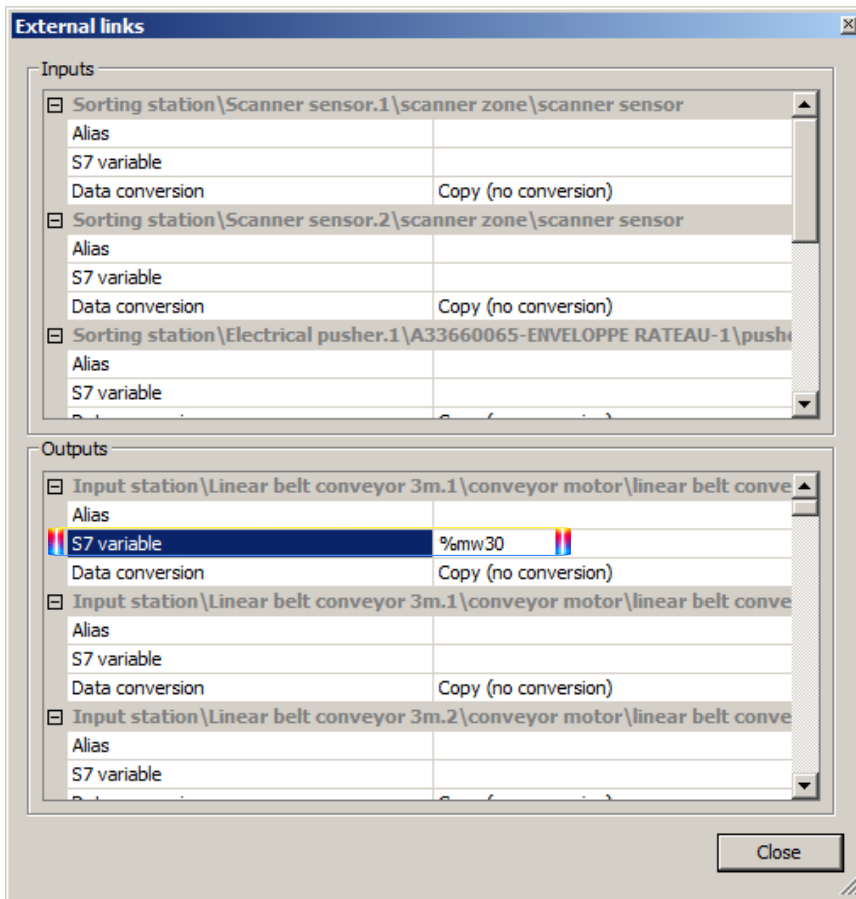 External links
Inputs
Sorting station\Scanner sensor.1\scanner zone\scanner sensor
Alias
S7 variable
Data conversion Copy (no conversion)
Sorting station\Scanner sensor.2\scanner zone\scanner sensor
Alias
S7 variable
Data conversion Copy (no conversion)
Sorting station\Electrical pusher.1\A33660065-ENVELOPPE RATEAU-1\pushe
Alias
S7 variable
Outputs
Input station\Linear belt conveyor 3m.1\conveyor motor\linear belt conve
Alias
S7 variable %mw30
Data conversion Copy (no conversion)
Input station\Linear belt conveyor 3m.1\conveyor motor\linear belt conve
Alias
S7 variable
Data conversion Copy (no conversion)
Input station\Linear belt conveyor 3m.2\conveyor motor\linear belt conve
Alias
S7 variable
Close